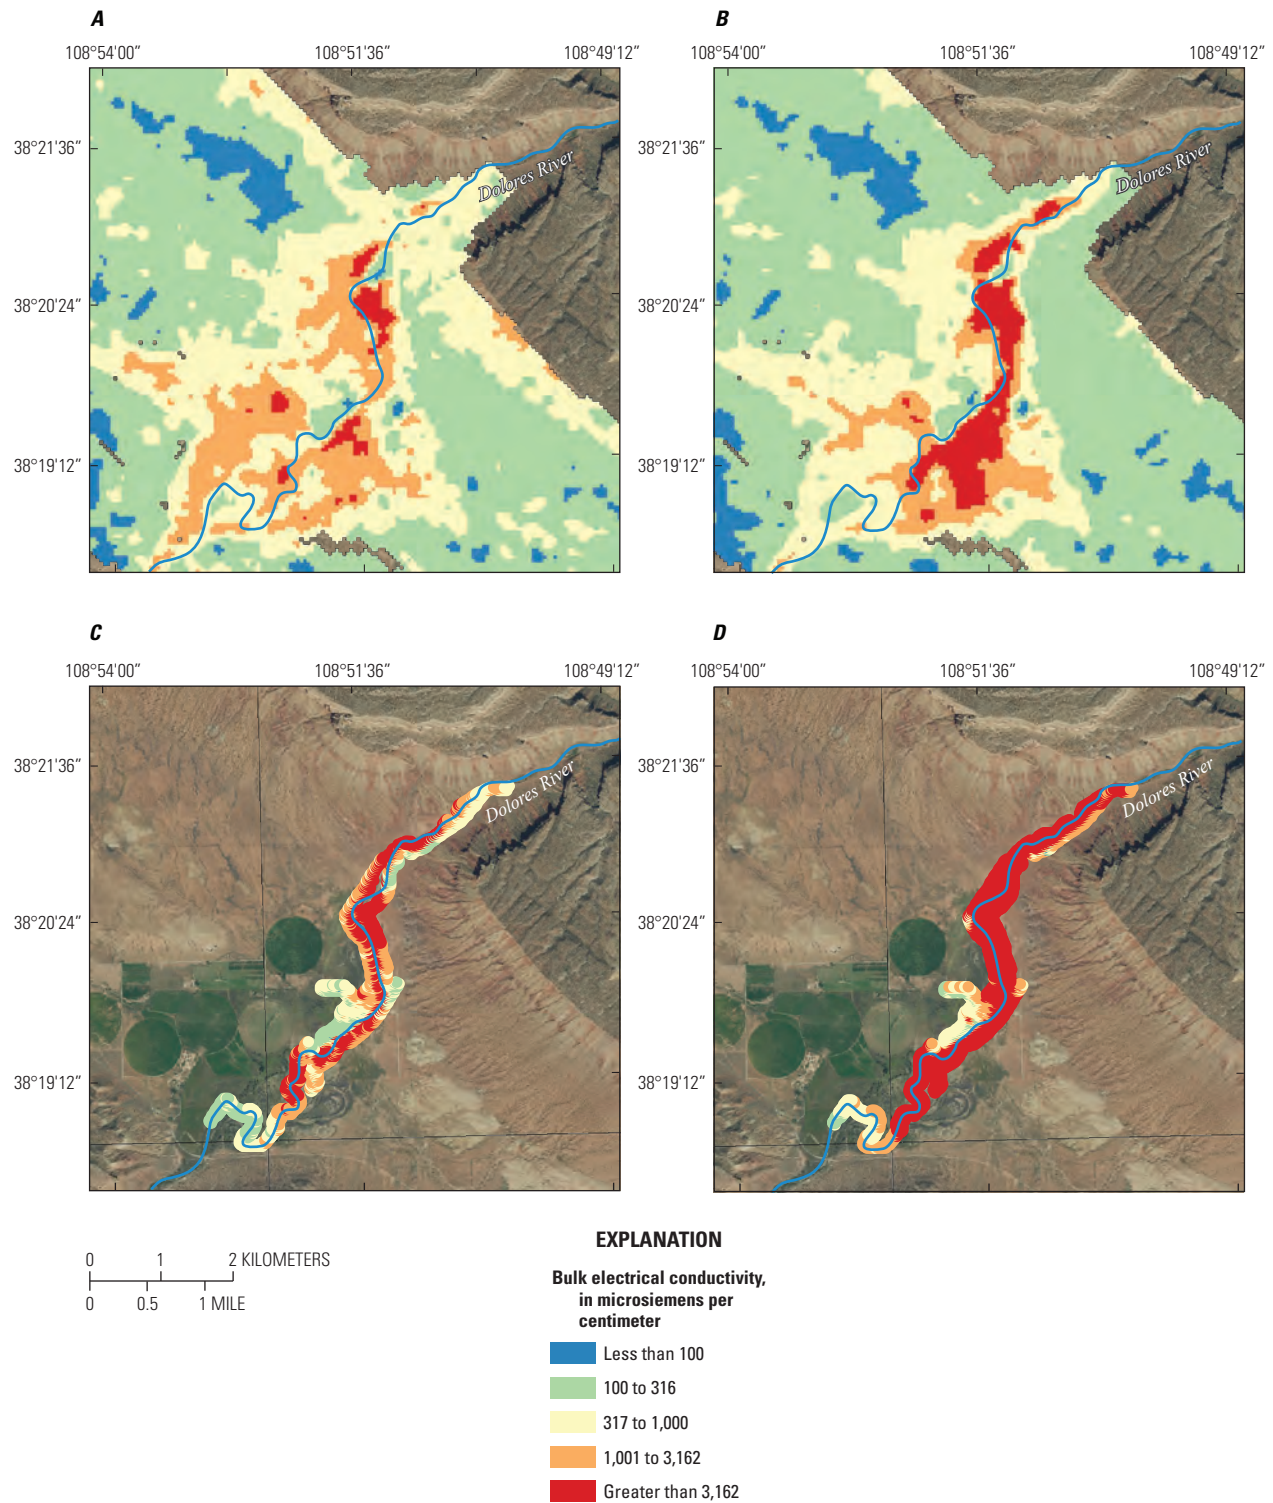 A
B
108°54'00"
108°51'36"
108°49'12"
108°54'00"
108°51'36"
108°49'12"
38°21'36"
38°20'24"
38°19'12"
Dolores River
38°21'36"
38°20'24"
38°19'12"
Dolores River
C
D
108°54'00"
108°51'36"
108°49'12"
108°54'00"
108°51'36"
108°49'12"
38°21'36"
38°20'24"
38°19'12"
Dolores River
38°21'36"
38°20'24"
38°19'12"
Dolores River
0 1 2 KILOMETERS
0 0.5 1 MILE
EXPLANATION
Bulk electrical conductivity,
in microsiemens per
centimeter
Less than 100
100 to 316
317 to 1,000
1,001 to 3,162
Greater than 3,162